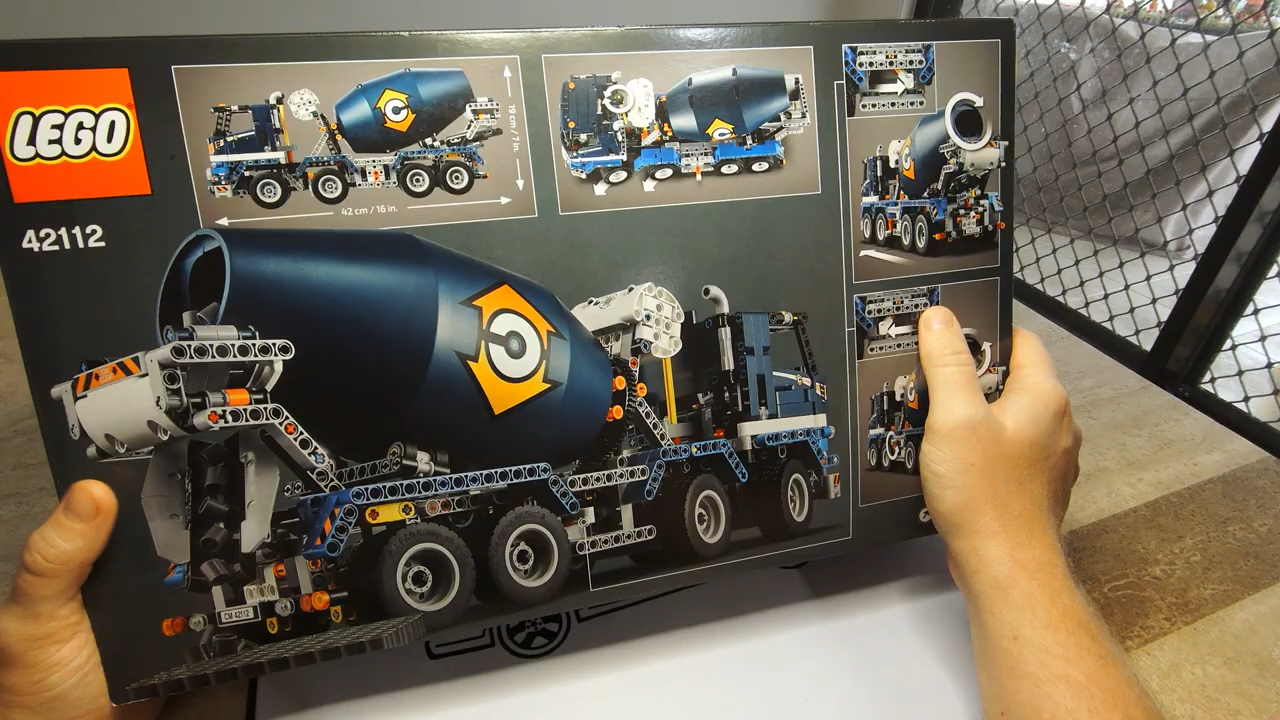 LEGO
42112
19 cm / 7 in.
42 cm / 16 in.
CM 42112